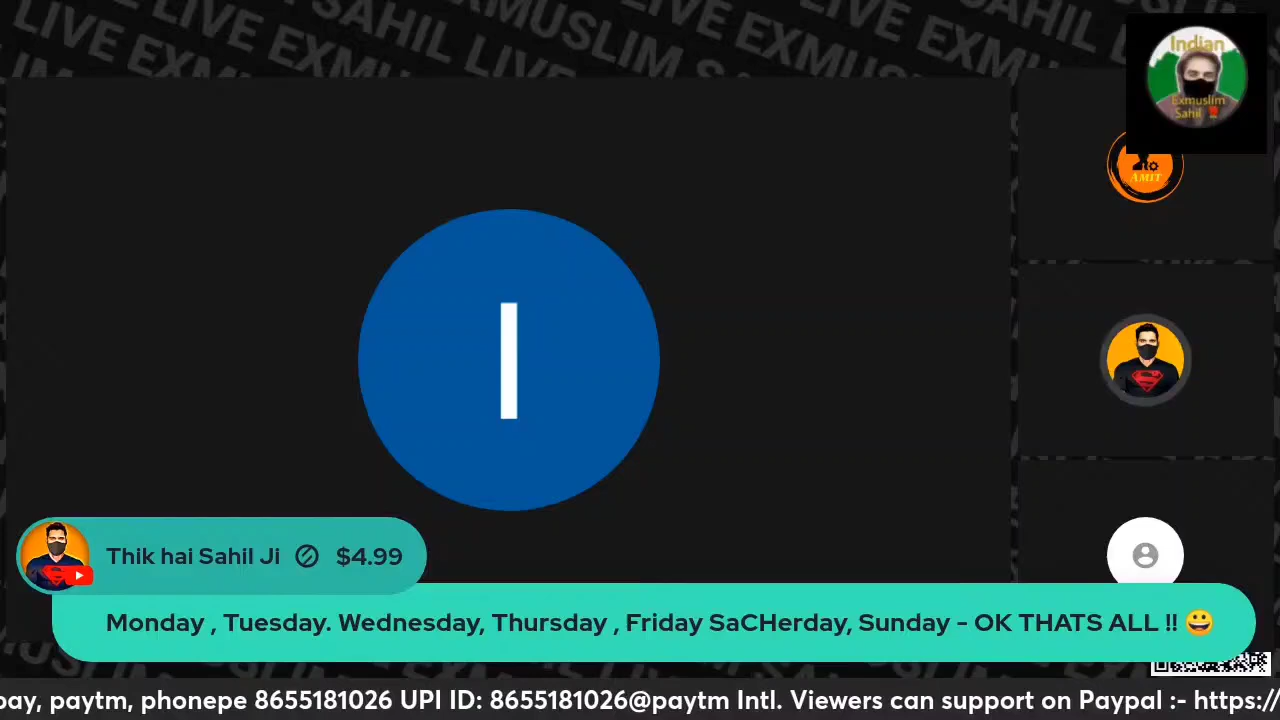 LIVE EXMUSLIM SAHIL LIVE EXMUSLIM SAHIL
Indian
Exmuslim
Sahil
AMIT
I
Thik hai Sahil Ji $4.99
Monday , Tuesday. Wednesday, Thursday , Friday SaCHerday, Sunday - OK THATS ALL !! 😀
pay, paytm, phonepe 8655181026 UPI ID: 8655181026@paytm Intl. Viewers can support on Paypal :- https://